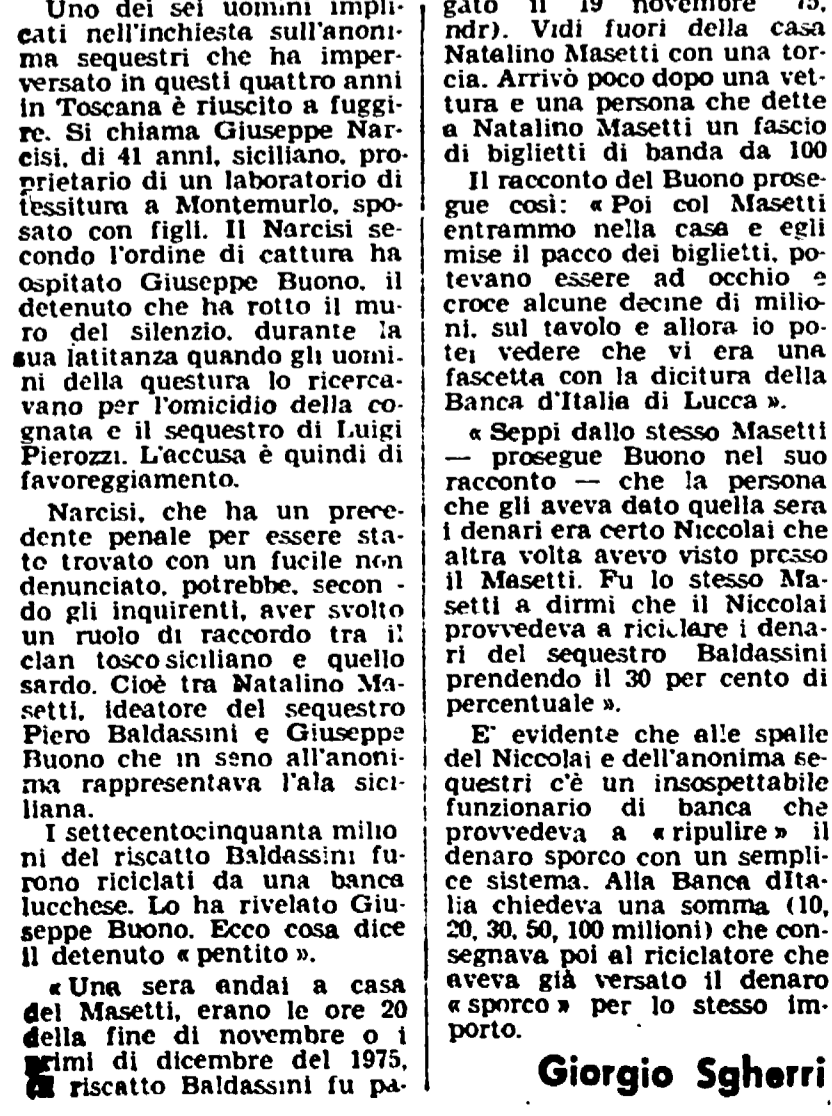 Uno dei sei uomini impli-
cati nell'inchiesta sull'anoni-
ma sequestri che ha imper-
versato in questi quattro anni
in Toscana è riuscito a fuggi-
re. Si chiama Giuseppe Nar-
cisi, di 41 anni, siciliano, pro-
prietario di un laboratorio di
tessitura a Montemurlo, spo-
sato con figli. Il Narcisi se-
condo l'ordine di cattura ha
ospitato Giuseppe Buono, il
detenuto che ha rotto il mu-
ro del silenzio, durante la
sua latitanza quando gli uomi-
ni della questura lo ricerca-
vano per l'omicidio della co-
gnata e il sequestro di Luigi
Pierozzi. L'accusa è quindi di
favoreggiamento.
Narcisi, che ha un prece-
dente penale per essere sta-
to trovato con un fucile non
denunciato, potrebbe, secon -
do gli inquirenti, aver svolto
un ruolo di raccordo tra il
clan tosco siciliano e quello
sardo. Cioè tra Natalino Ma-
setti, ideatore del sequestro
Piero Baldassini e Giuseppe
Buono che in seno all'anoni-
ma rappresentava l'ala sici-
liana.
I settecentocinquanta milio
ni del riscatto Baldassini fu-
rono riciclati da una banca
lucchese. Lo ha rivelato Giu-
seppe Buono. Ecco cosa dice
il detenuto « pentito ».
« Una sera andai a casa
del Masetti, erano le ore 20
della fine di novembre o i
primi di dicembre del 1975,
riscatto Baldassini fu pa-
gato il 19 novembre 75,
ndr). Vidi fuori della casa
Natalino Masetti con una tor-
cia. Arrivò poco dopo una vet-
tura e una persona che dette
a Natalino Masetti un fascio
di biglietti di banda da 100
Il racconto del Buono prose-
gue così: « Poi col Masetti
entrammo nella casa e egli
mise il pacco dei biglietti, po-
tevano essere ad occhio e
croce alcune decine di milio-
ni, sul tavolo e allora io po-
tei vedere che vi era una
fascetta con la dicitura della
Banca d'Italia di Lucca ».
« Seppi dallo stesso Masetti
— prosegue Buono nel suo
racconto — che la persona
che gli aveva dato quella sera
i denari era certo Niccolai che
altra volta avevo visto presso
il Masetti. Fu lo stesso Ma-
setti a dirmi che il Niccolai
provvedeva a riciclare i dena-
ri del sequestro Baldassini
prendendo il 30 per cento di
percentuale ».
E' evidente che alle spalle
del Niccolai e dell'anonima se-
questri c'è un insospettabile
funzionario di banca che
provvedeva a « ripulire » il
denaro sporco con un sempli-
ce sistema. Alla Banca dIta-
lia chiedeva una somma (10,
20, 30, 50, 100 milioni) che con-
segnava poi al riciclatore che
aveva già versato il denaro
« sporco » per lo stesso im-
porto.
Giorgio Sgherri